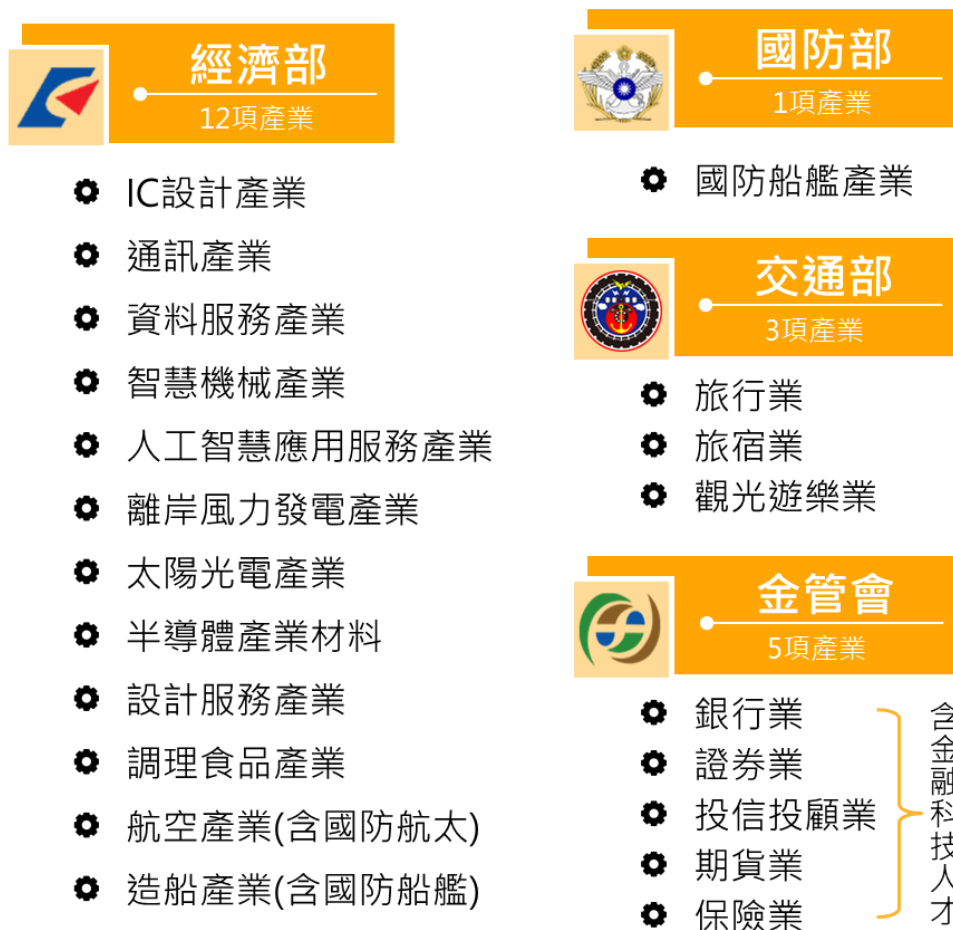 經濟部
12項產業
IC設計產業
通訊產業
資料服務產業
智慧機械產業
人工智慧應用服務產業
離岸風力發電產業
太陽光電產業
半導體產業材料
設計服務產業
調理食品產業
航空產業(含國防航太)
造船產業(含國防船艦)
國防部
1項產業
國防船艦產業
交通部
3項產業
旅行業
旅宿業
觀光遊樂業
金管會
5項產業
銀行業
證券業
投信投顧業
期貨業
保險業
含金融科技人才